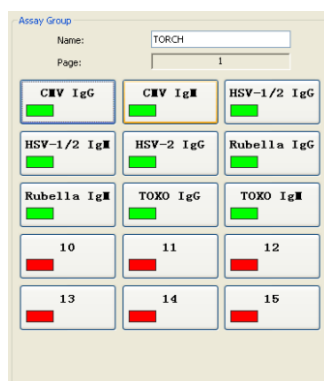 Assay Group
Name: TORCH
Page: 1
CMV IgG CMV IgM HSV-1/2 IgG
HSV-1/2 IgM HSV-2 IgG Rubella IgG
Rubella IgM TOXO IgG TOXO IgM
10 11 12
13 14 15